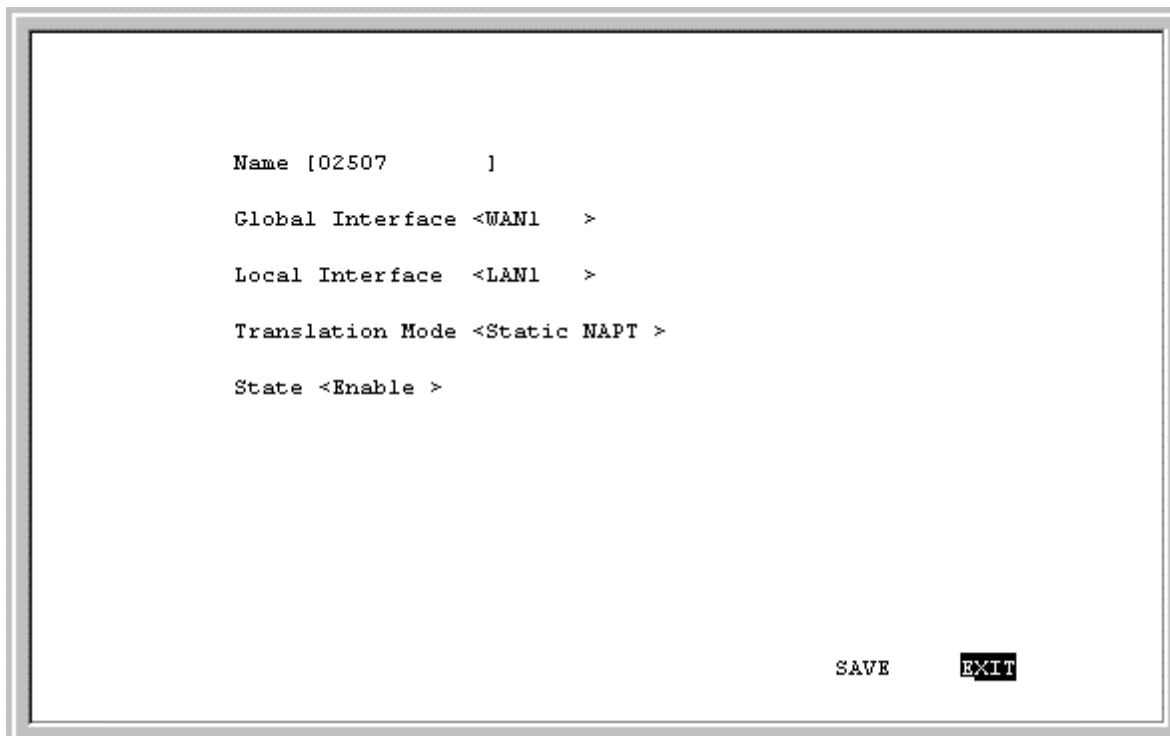 Name [02507       ]
Global Interface <WAN1   >
Local Interface  <LAN1   >
Translation Mode <Static NAPT >
State <Enable >
SAVE     EXIT